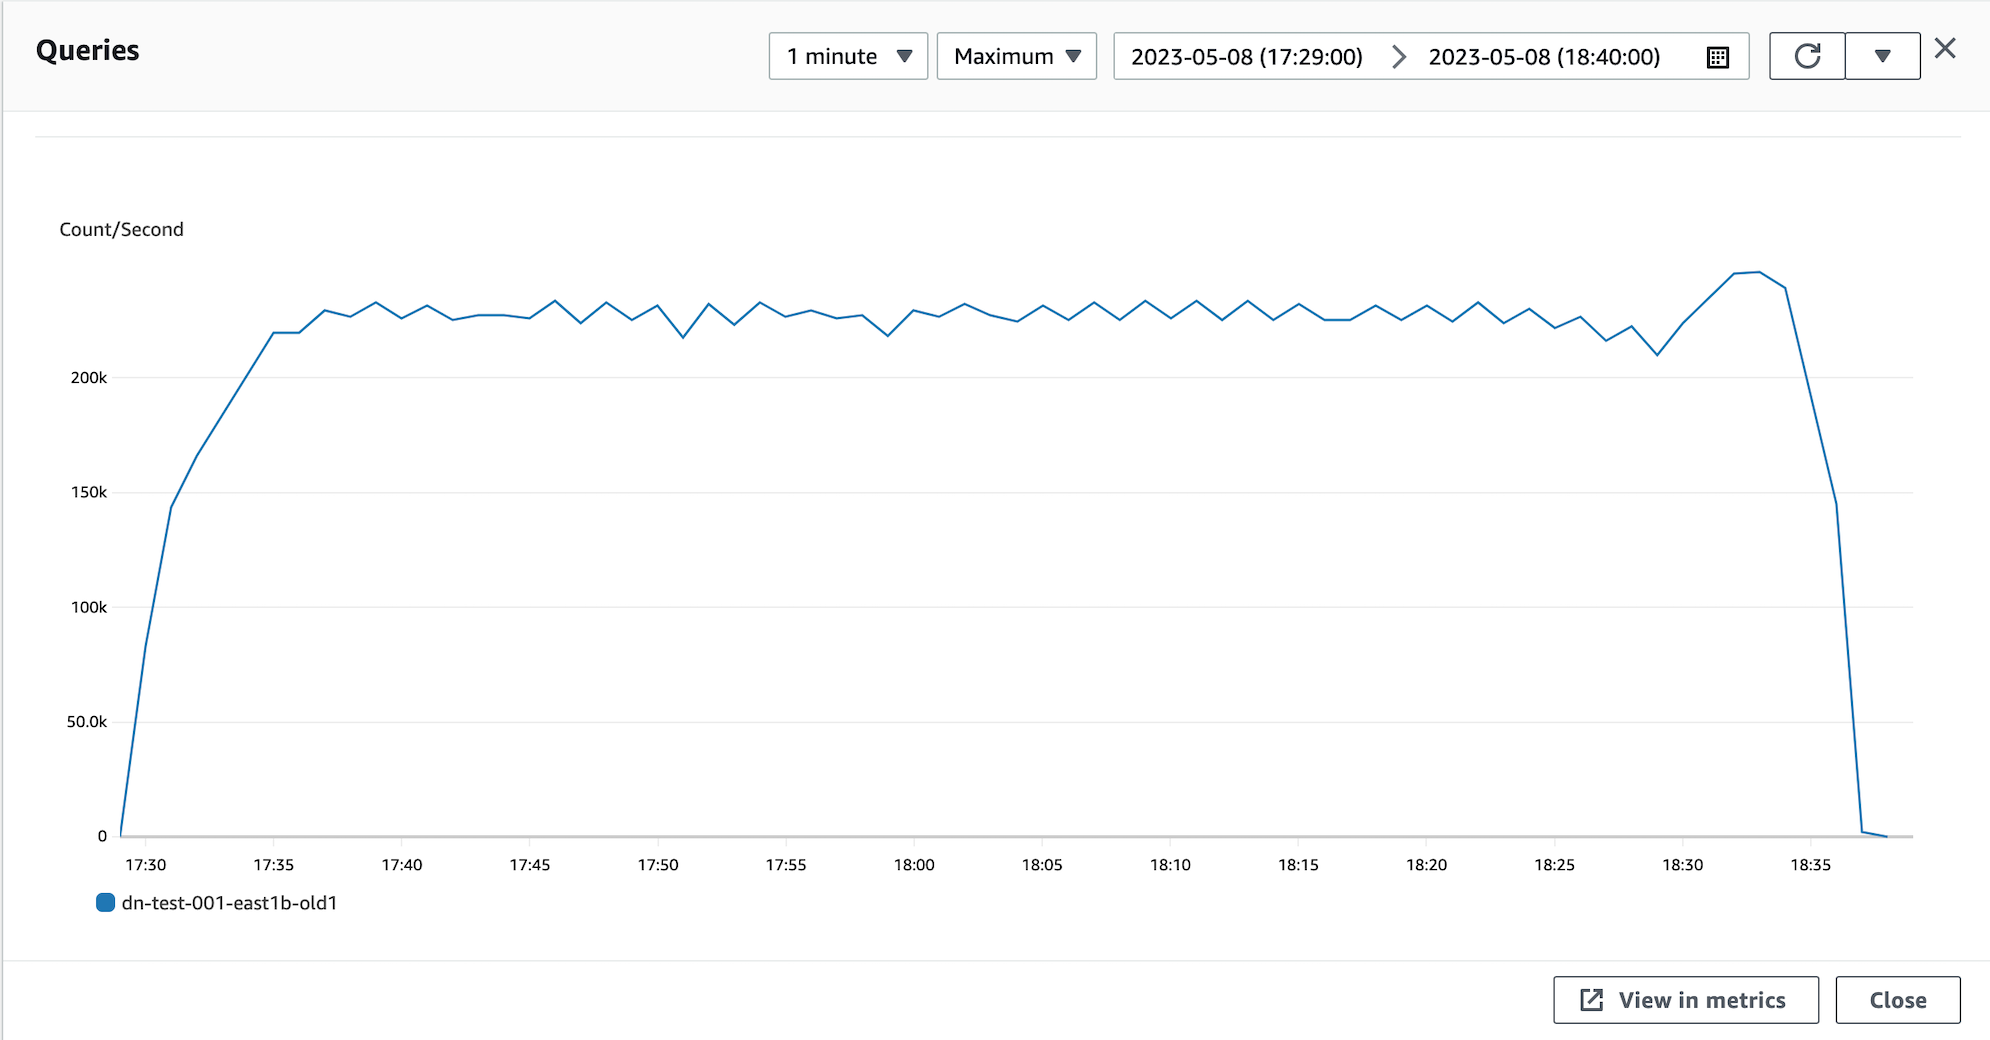 Queries
1 minute
Maximum
2023-05-08 (17:29:00)
2023-05-08 (18:40:00)
Count/Second
200k
150k
100k
50.0k
0
17:30 17:35 17:40 17:45 17:50 17:55 18:00 18:05 18:10 18:15 18:20 18:25 18:30 18:35
dn-test-001-east1b-old1
View in metrics
Close